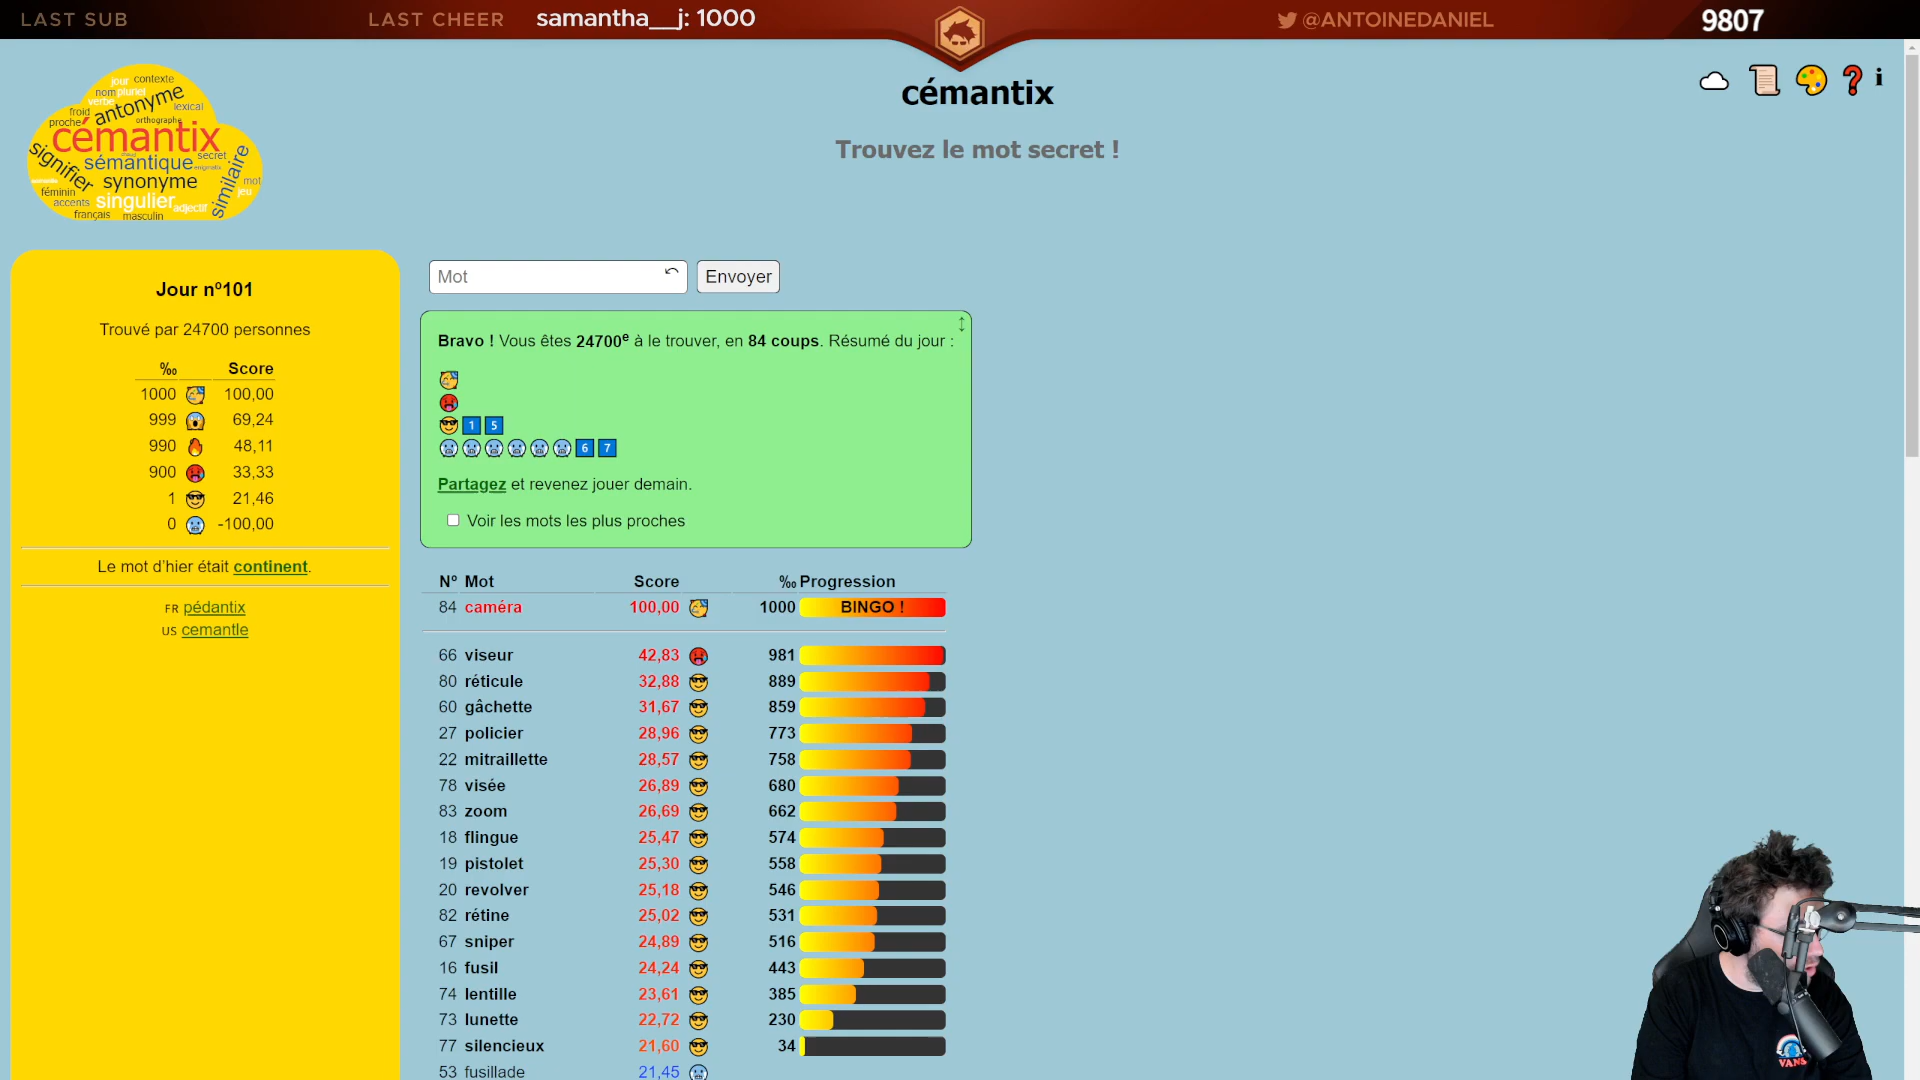 LAST SUB
LAST CHEER samantha__j: 1000
@ANTOINEDANIEL
9807
jour contexte
nom pluriel
verbe antonyme lexical
froid
proche orthographe
cémantix
signifier sémantique secret
synonyme similaire mot
jeu
féminin
accents singulier adjectif
français masculin
cémantix
Trouvez le mot secret !
i
Jour nº101
Trouvé par 24700 personnes
‰ Score
1000 🥳 100,00
999 😱 69,24
990 🔥 48,11
900 🥵 33,33
1 😎 21,46
0 🥶 -100,00
Le mot d’hier était continent.
FR pédantix
US cemantle
Mot
Envoyer
Bravo ! Vous êtes 24700e à le trouver, en 84 coups. Résumé du jour :
🥳
🥵
😎 1 5
🥶🥶🥶🥶🥶🥶 6 7
Partagez et revenez jouer demain.
Voir les mots les plus proches
Nº Mot Score ‰ Progression
84 caméra 100,00 🥳 1000 BINGO !
66 viseur 42,83 🥵 981
80 réticule 32,88 😎 889
60 gâchette 31,67 😎 859
27 policier 28,96 😎 773
22 mitraillette 28,57 😎 758
78 visée 26,89 😎 680
83 zoom 26,69 😎 662
18 flingue 25,47 😎 574
19 pistolet 25,30 😎 558
20 revolver 25,18 😎 546
82 rétine 25,02 😎 531
67 sniper 24,89 😎 516
16 fusil 24,24 😎 443
74 lentille 23,61 😎 385
73 lunette 22,72 😎 230
77 silencieux 21,60 😎 34
53 fusillade 21,45 🥶
VANS